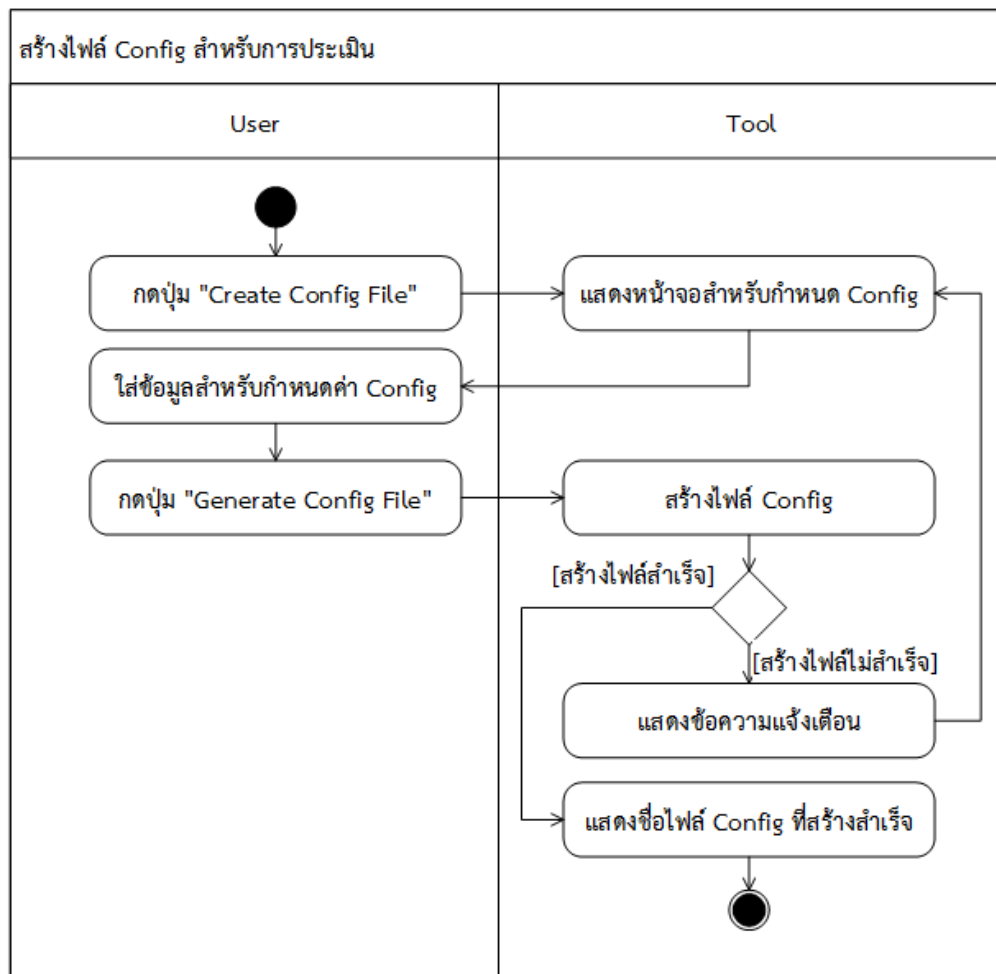 สร้างไฟล์ Config สำหรับการประเมิน
User
Tool
กดปุ่ม "Create Config File"
แสดงหน้าจอสำหรับกำหนด Config
ใส่ข้อมูลสำหรับกำหนดค่า Config
กดปุ่ม "Generate Config File"
สร้างไฟล์ Config
[สร้างไฟล์สำเร็จ]
[สร้างไฟล์ไม่สำเร็จ]
แสดงข้อความแจ้งเตือน
แสดงชื่อไฟล์ Config ที่สร้างสำเร็จ